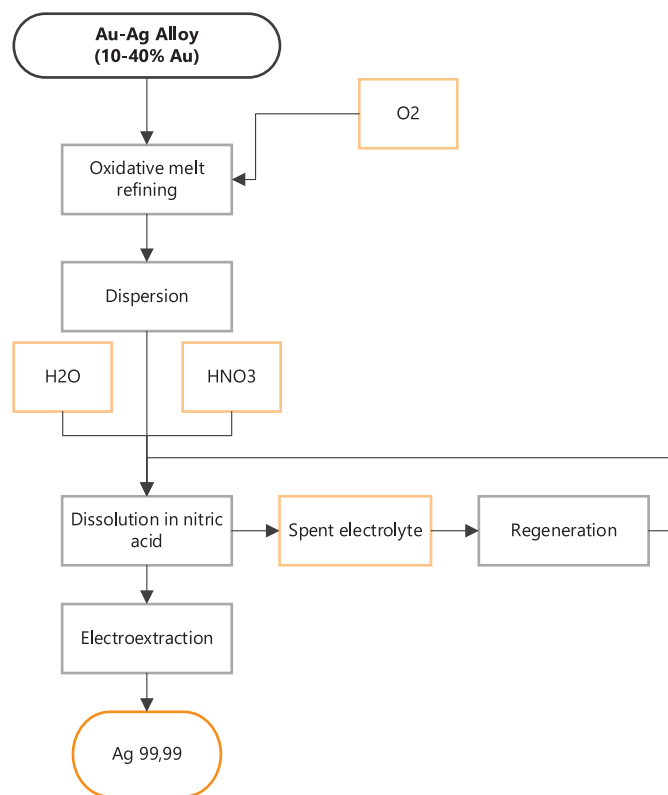 Au-Ag Alloy
(10-40% Au)
O2
Oxidative melt
refining
Dispersion
H2O
HNO3
Dissolution in nitric
acid
Spent electrolyte
Regeneration
Electroextraction
Ag 99,99